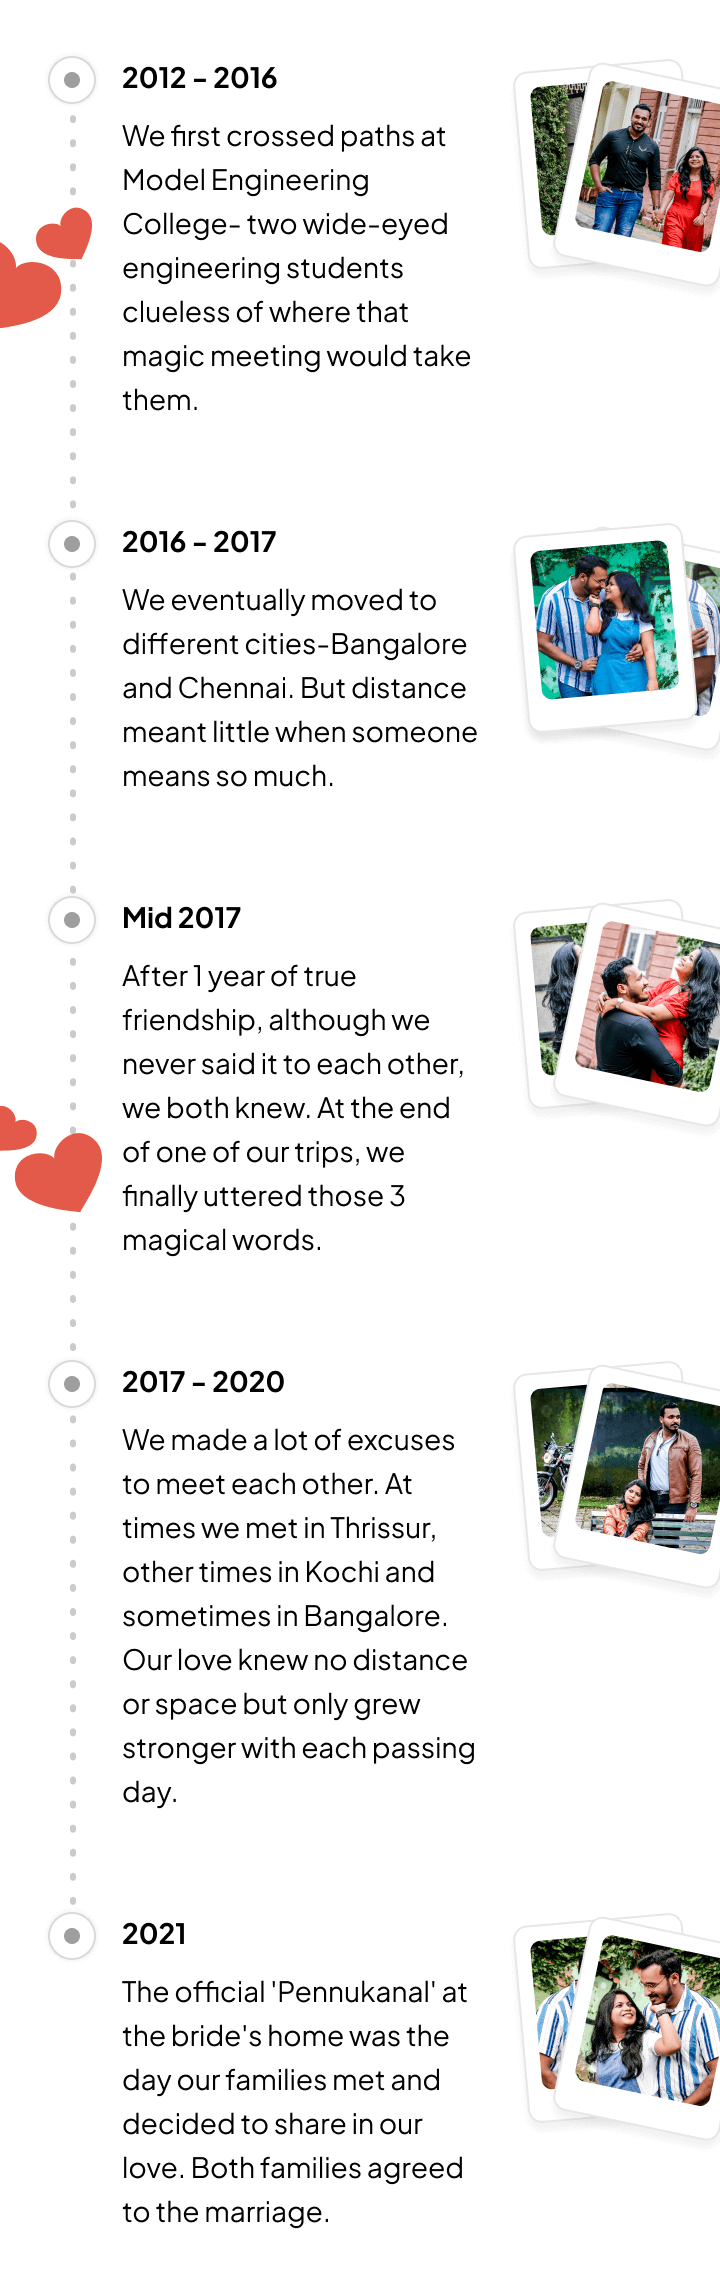 2012 - 2016
We first crossed paths at
Model Engineering
College- two wide-eyed
engineering students
clueless of where that
magic meeting would take
them.
2016 - 2017
We eventually moved to
different cities-Bangalore
and Chennai. But distance
meant little when someone
means so much.
Mid 2017
After 1 year of true
friendship, although we
never said it to each other,
we both knew. At the end
of one of our trips, we
finally uttered those 3
magical words.
2017 - 2020
We made a lot of excuses
to meet each other. At
times we met in Thrissur,
other times in Kochi and
sometimes in Bangalore.
Our love knew no distance
or space but only grew
stronger with each passing
day.
2021
The official 'Pennukanal' at
the bride's home was the
day our families met and
decided to share in our
love. Both families agreed
to the marriage.